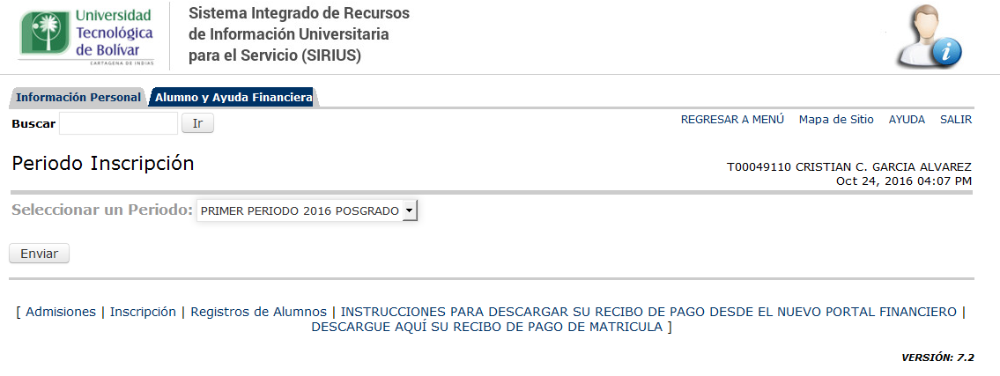 Universidad
Tecnológica
de Bolívar
CARTAGENA DE INDIAS
Sistema Integrado de Recursos
de Información Universitaria
para el Servicio (SIRIUS)
Información Personal Alumno y Ayuda Financiera
Buscar Ir REGRESAR A MENÚ Mapa de Sitio AYUDA SALIR
Periodo Inscripción
T00049110 CRISTIAN C. GARCIA ALVAREZ
Oct 24, 2016 04:07 PM
Seleccionar un Periodo: PRIMER PERIODO 2016 POSGRADO
Enviar
[ Admisiones | Inscripción | Registros de Alumnos | INSTRUCCIONES PARA DESCARGAR SU RECIBO DE PAGO DESDE EL NUEVO PORTAL FINANCIERO |
DESCARGUE AQUÍ SU RECIBO DE PAGO DE MATRICULA ]
VERSIÓN: 7.2